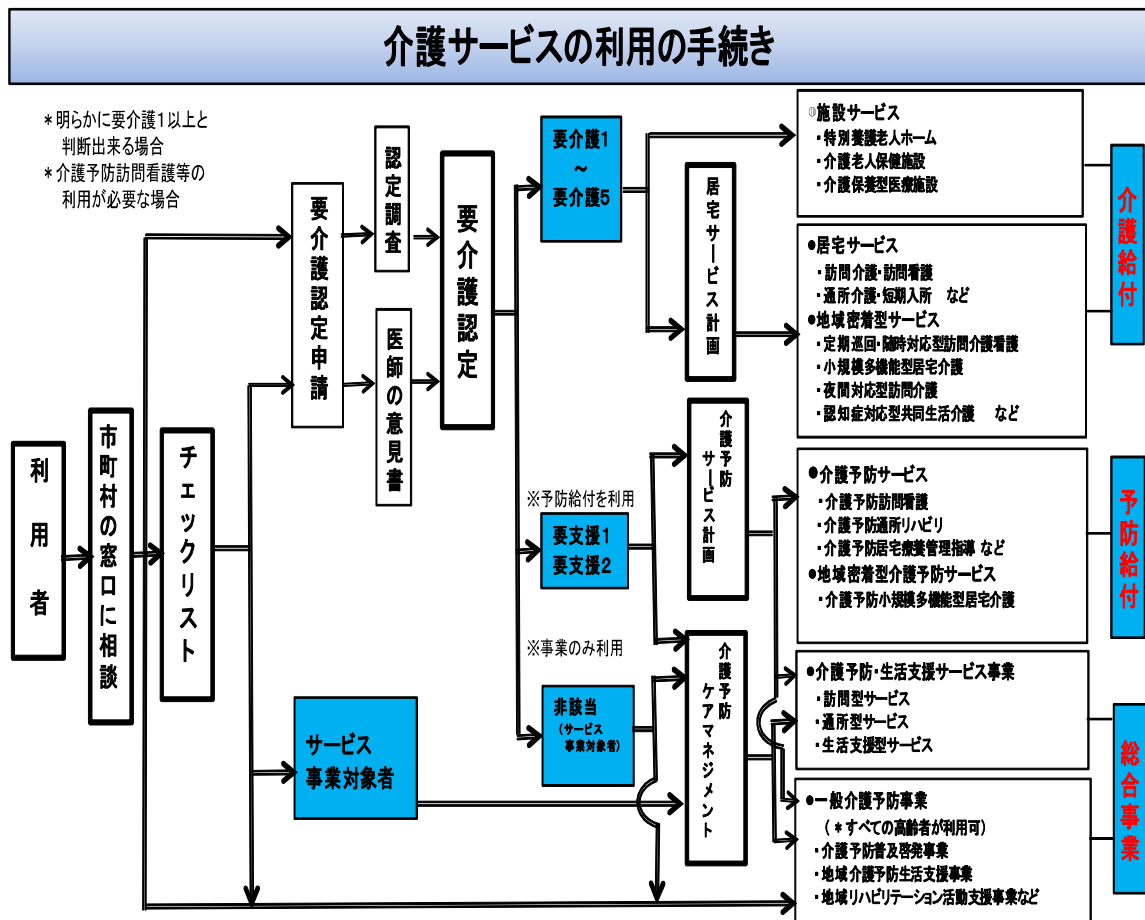 介護サービスの利用の手続き
＊明らかに要介護１以上と
判断出来る場合
＊介護予防訪問看護等の
利用が必要な場合
利用者
市町村の窓口に相談
チェックリスト
要介護認定申請
認定調査
医師の意見書
要介護認定
サービス
事業対象者
要介護1
～
要介護5
※予防給付を利用
要支援1
要支援2
※事業のみ利用
非該当
(サービス
事業対象者)
居宅サービス計画
介護予防
サービス計画
介護予防
ケアマネジメント
施設サービス
・特別養護老人ホーム
・介護老人保健施設
・介護保養型医療施設
●居宅サービス
・訪問介護・訪問看護
・通所介護・短期入所　など
●地域密着型サービス
・定期巡回・随時対応型訪問介護看護
・小規模多機能型居宅介護
・夜間対応型訪問介護
・認知症対応型共同生活介護　など
●介護予防サービス
・介護予防訪問看護
・介護予防通所リハビリ
・介護予防居宅療養管理指導 など
●地域密着型介護予防サービス
・介護予防小規模多機能型居宅介護
●介護予防・生活支援サービス事業
・訪問型サービス
・通所型サービス
・生活支援型サービス
●一般介護予防事業
（＊すべての高齢者が利用可）
・介護予防普及啓発事業
・地域介護予防生活支援事業
・地域リハビリテーション活動支援事業など
介護給付
予防給付
総合事業